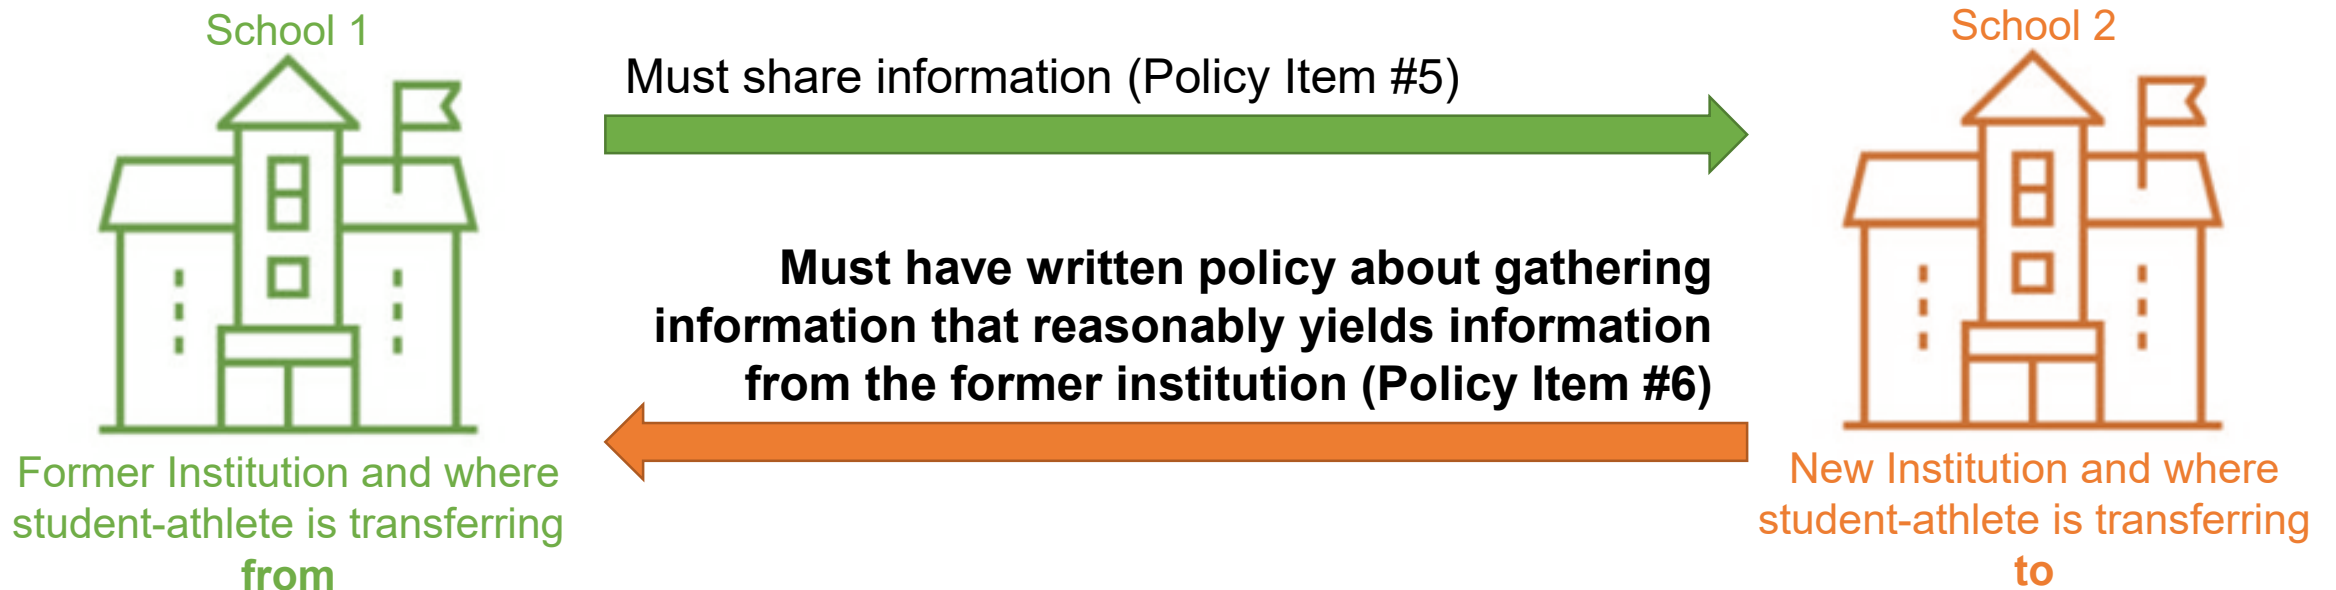 School 1
School 2
Must share information (Policy Item #5)
Must have written policy about gathering
information that reasonably yields information
from the former institution (Policy Item #6)
Former Institution and where
student-athlete is transferring
from
New Institution and where
student-athlete is transferring
to